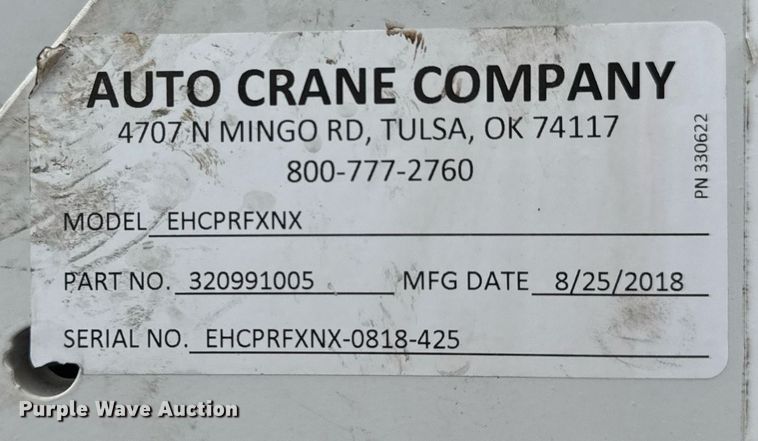 AUTO CRANE COMPANY
4707 N MINGO RD, TULSA, OK 74117
800-777-2760
PN 330622
MODEL EHCPRFXNX
PART NO. 320991005 MFG DATE 8/25/2018
SERIAL NO. EHCPRFXNX-0818-425
Purple Wave Auction